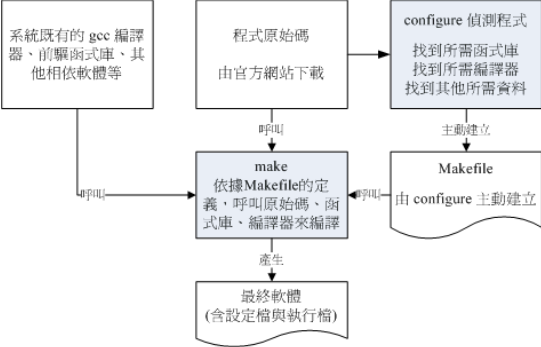 系統既有的 gcc 編譯
器、前驅函式庫、其
他相依軟體等
程式原始碼
由官方網站下載
configure 偵測程式
找到所需函式庫
找到所需編譯器
找到其他所需資料
呼叫
主動建立
make
依據Makefile的定
義，呼叫原始碼、函
式庫、編譯器來編譯
呼叫
呼叫
Makefile
由 configure 主動建立
產生
最終軟體
(含設定檔與執行檔)